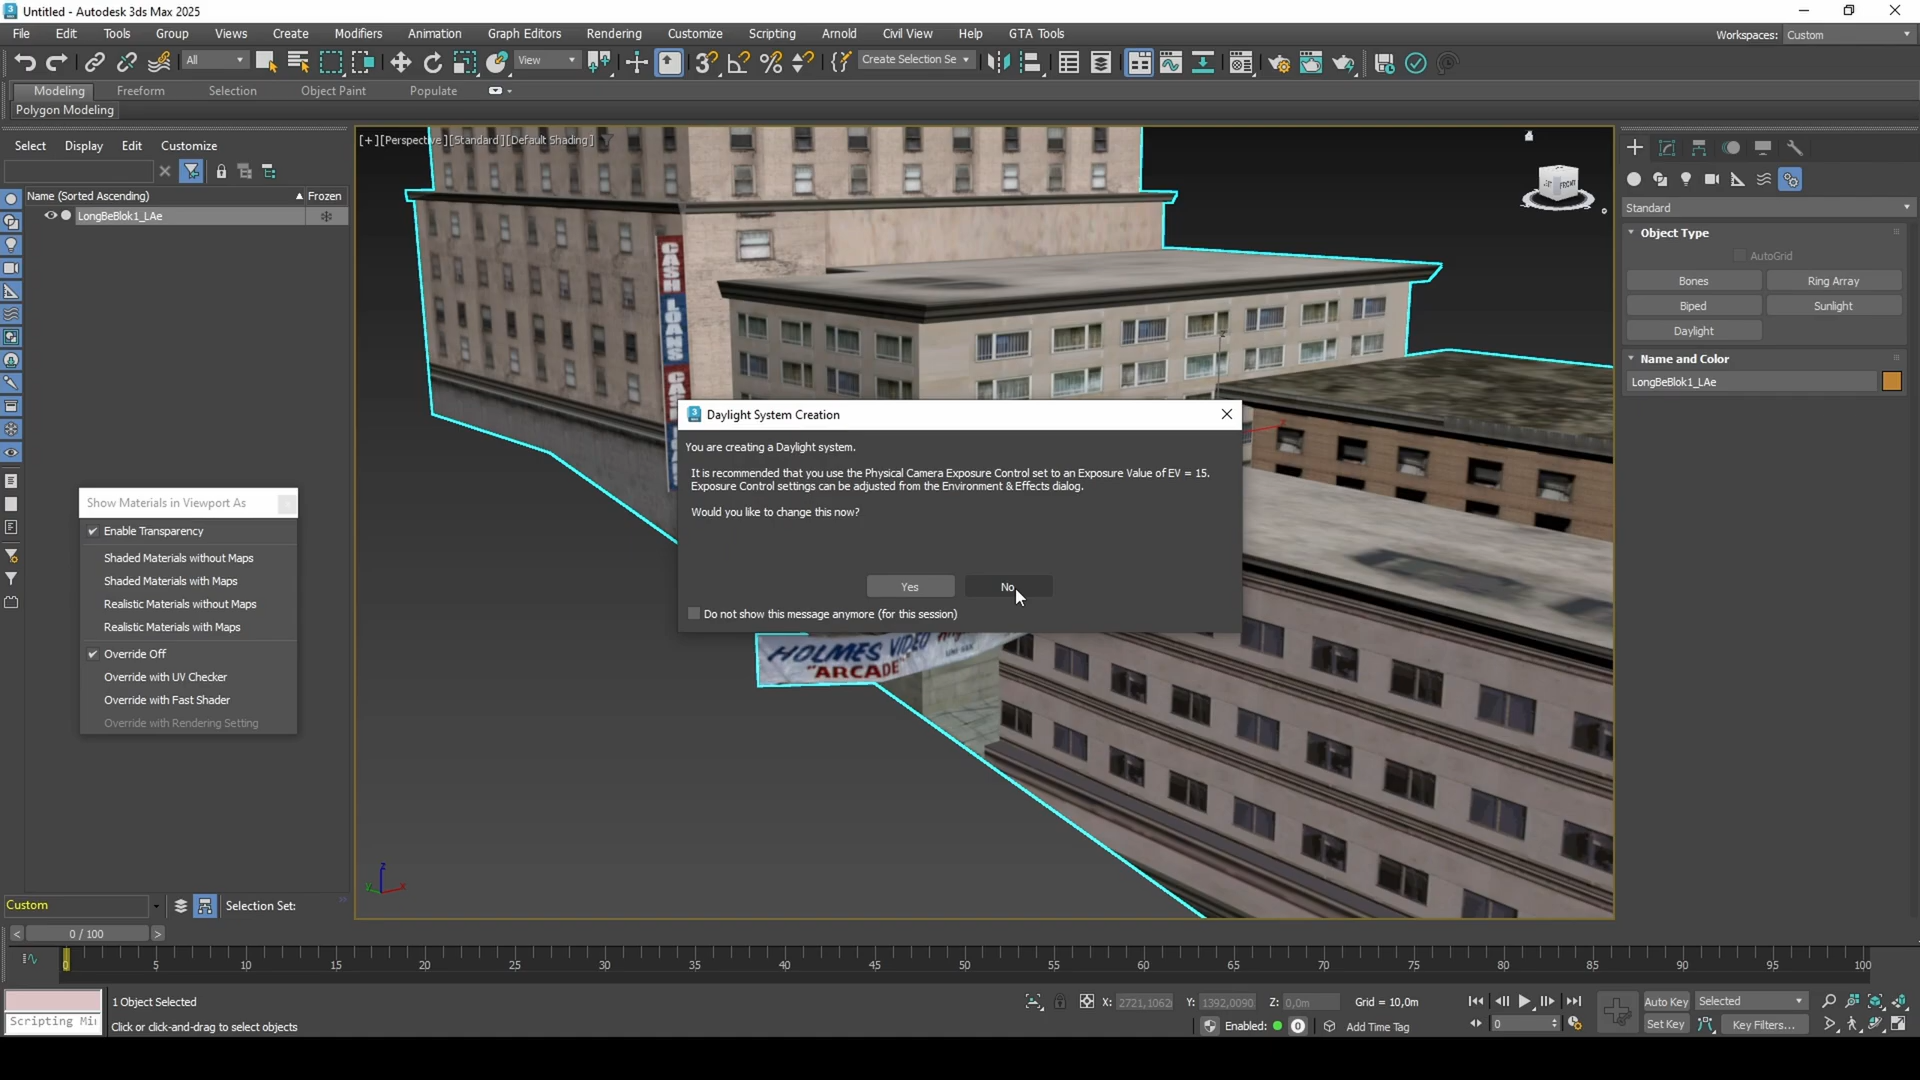 Untitled - Autodesk 3ds Max 2025
File Edit Tools Group Views Create Modifiers Animation Graph Editors Rendering Customize Scripting Arnold Civil View Help GTA Tools
Workspaces: Custom
All
View
Create Selection Se
Modeling Freeform Selection Object Paint Populate
Polygon Modeling
Select Display Edit Customize
[+][Perspective][Standard][Default Shading]
Name (Sorted Ascending) Frozen
LongBeBlok1_LAe
FRONT
Standard
Object Type
AutoGrid
Bones Ring Array
Biped Sunlight
Daylight
Name and Color
LongBeBlok1_LAe
CASH LOANS
Daylight System Creation
You are creating a Daylight system.
It is recommended that you use the Physical Camera Exposure Control set to an Exposure Value of EV = 15.
Exposure Control settings can be adjusted from the Environment & Effects dialog.
Would you like to change this now?
Yes No
Do not show this message anymore (for this session)
Show Materials in Viewport As
Enable Transparency
Shaded Materials without Maps
Shaded Materials with Maps
Realistic Materials without Maps
Realistic Materials with Maps
Override Off
Override with UV Checker
Override with Fast Shader
Override with Rendering Setting
HOLMES VIDEO
"ARCADE"
z
y x
Custom
Selection Set:
< 0 / 100 >
0 5 10 15 20 25 30 35 40 45 50 55 60 65 70 75 80 85 90 95 100
1 Object Selected
Scripting Mi
Click or click-and-drag to select objects
X: 2721,1062 Y: 1392,0090 Z: 0,0m Grid = 10,0m
Enabled: 0 Add Time Tag
0
Auto Key Selected
Set Key Key Filters...